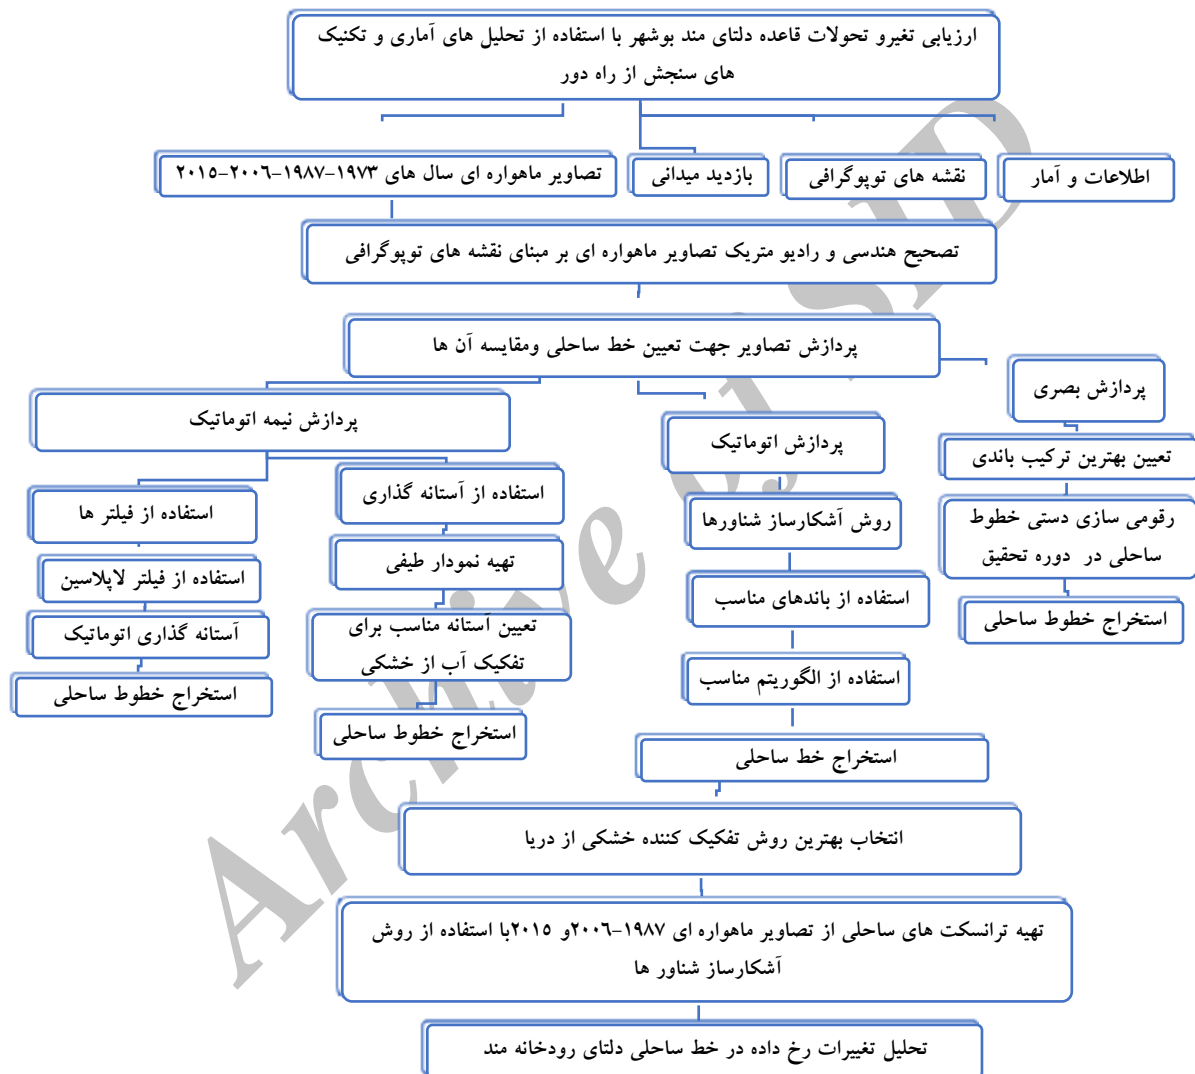 ارزیابی تغیرو تحولات قاعده دلتای مند بوشهر با استفاده از تحلیل های آماری و تکنیک
های سنجش از راه دور
اطلاعات و آمار
نقشه های توپوگرافی
بازدید میدانی
تصاویر ماهواره ای سال های ۱۹۷۳-۱۹۸۷-۲۰۰۶-۲۰۱۵
تصحیح هندسی و رادیو متریک تصاویر ماهواره ای بر مبنای نقشه های توپوگرافی
پردازش تصاویر جهت تعیین خط ساحلی ومقایسه آن ها
پردازش بصری
تعیین بهترین ترکیب باندی
رقومی سازی دستی خطوط
ساحلی در دوره تحقیق
استخراج خطوط ساحلی
پردازش اتوماتیک
روش آشکارساز شناورها
استفاده از باندهای مناسب
استفاده از الگوریتم مناسب
استخراج خط ساحلی
پردازش نیمه اتوماتیک
استفاده از آستانه گذاری
تهیه نمودار طیفی
تعیین آستانه مناسب برای
تفکیک آب از خشکی
استخراج خطوط ساحلی
استفاده از فیلتر ها
استفاده از فیلتر لاپلاسین
آستانه گذاری اتوماتیک
استخراج خطوط ساحلی
انتخاب بهترین روش تفکیک کننده خشکی از دریا
تهیه ترانسکت های ساحلی از تصاویر ماهواره ای ۱۹۸۷-۲۰۰۶و ۲۰۱۵با استفاده از روش
آشکارساز شناور ها
تحلیل تغییرات رخ داده در خط ساحلی دلتای رودخانه مند
Archive of SID